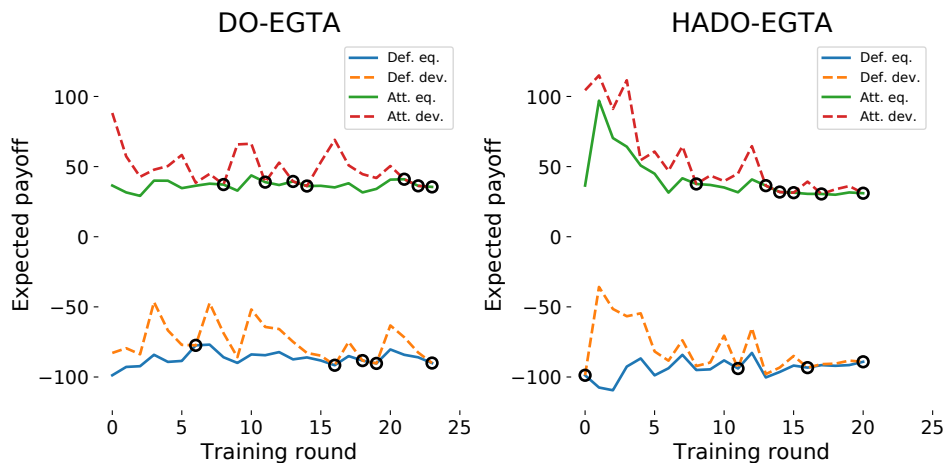 DO-EGTA
Expected payoff
100
50
0
−50
−100
0
5
10
15
20
25
Training round
Def. eq.
Def. dev.
Att. eq.
Att. dev.
HADO-EGTA
Expected payoff
100
50
0
−50
−100
0
5
10
15
20
25
Training round
Def. eq.
Def. dev.
Att. eq.
Att. dev.